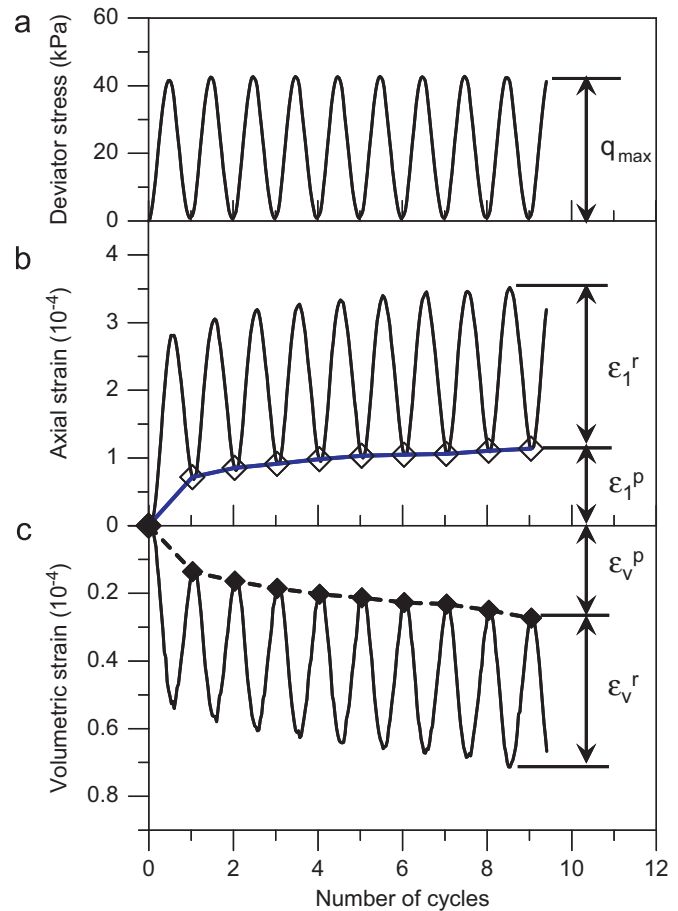 a
60
40
20
0
Deviator stress (kPa)
qmax
b
4
3
2
1
0
Axial strain (10-4)
ε1r
ε1p
c
0.2
0.4
0.6
0.8
Volumetric strain (10-4)
εvp
εvr
0 2 4 6 8 10 12
Number of cycles